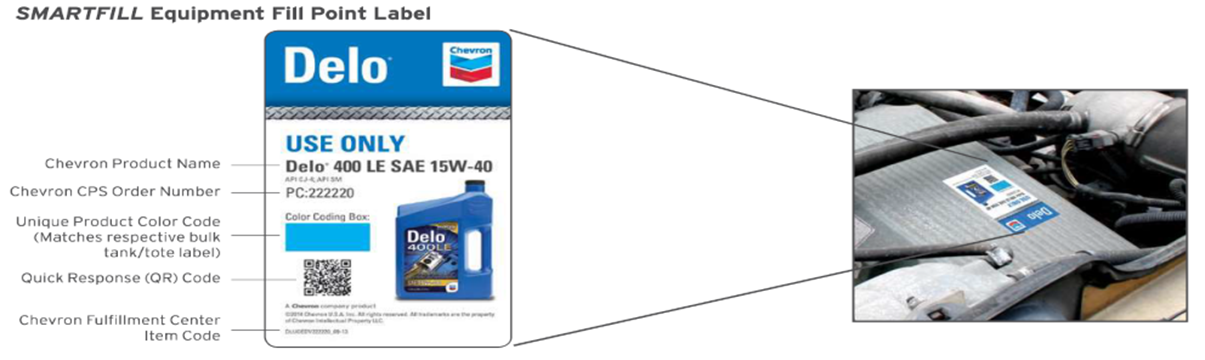 SMARTFILL Equipment Fill Point Label
Delo
Chevron
USE ONLY
Delo® 400 LE SAE 15W-40
API CJ-4; API SM
PC:222220
Color Coding Box:
Delo
400LE
A Chevron company product
©2014 Chevron U.S.A. Inc. All rights reserved. All trademarks are the property
of Chevron Intellectual Property LLC.
Chevron Product Name
Chevron CPS Order Number
Unique Product Color Code
(Matches respective bulk
tank/tote label)
Quick Response (QR) Code
Chevron Fulfillment Center
Item Code
USE ONLY
Delo